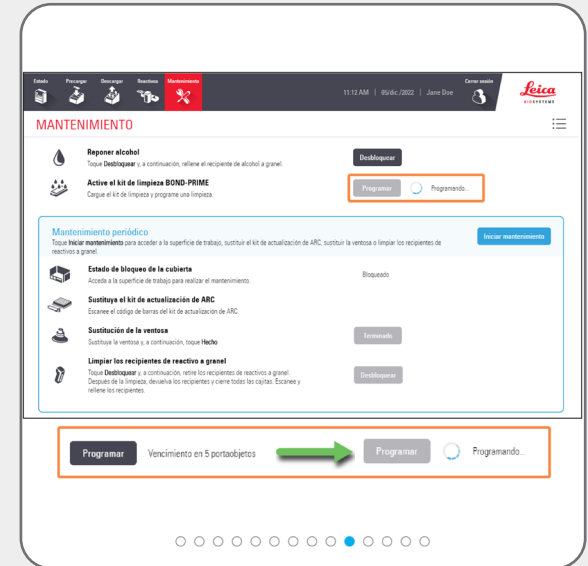 Estado Precargar Descargar Reactivos Mantenimiento
11:12 AM | 05/dic./2022 | Jane Doe
Cerrar sesión
Leica
BIOSYSTEMS
MANTENIMIENTO
Reponer alcohol
Toque Desbloquear y, a continuación, rellene el recipiente de alcohol a granel.
Desbloquear
Active el kit de limpieza BOND-PRIME
Cargue el kit de limpieza y programe una limpieza.
Programar Programando...
Mantenimiento periódico
Toque Iniciar mantenimiento para acceder a la superficie de trabajo, sustituir el kit de actualización de ARC, sustituir la ventosa o limpiar los recipientes de
reactivos a granel.
Iniciar mantenimiento
Estado de bloqueo de la cubierta
Acceda a la superficie de trabajo para realizar el mantenimiento.
Bloqueado
Sustituya el kit de actualización de ARC
Escanee el código de barras del kit de actualización de ARC.
Sustitución de la ventosa
Sustituya la ventosa y, a continuación, toque Hecho
Terminado
Limpiar los recipientes de reactivo a granel
Toque Desbloquear y, a continuación, retire los recipientes de reactivos a granel.
Después de la limpieza, devuelva los recipientes y cierre todas las cajitas. Escanee y
rellene los recipientes.
Desbloquear
Programar Vencimiento en 5 portaobjetos Programar Programando...